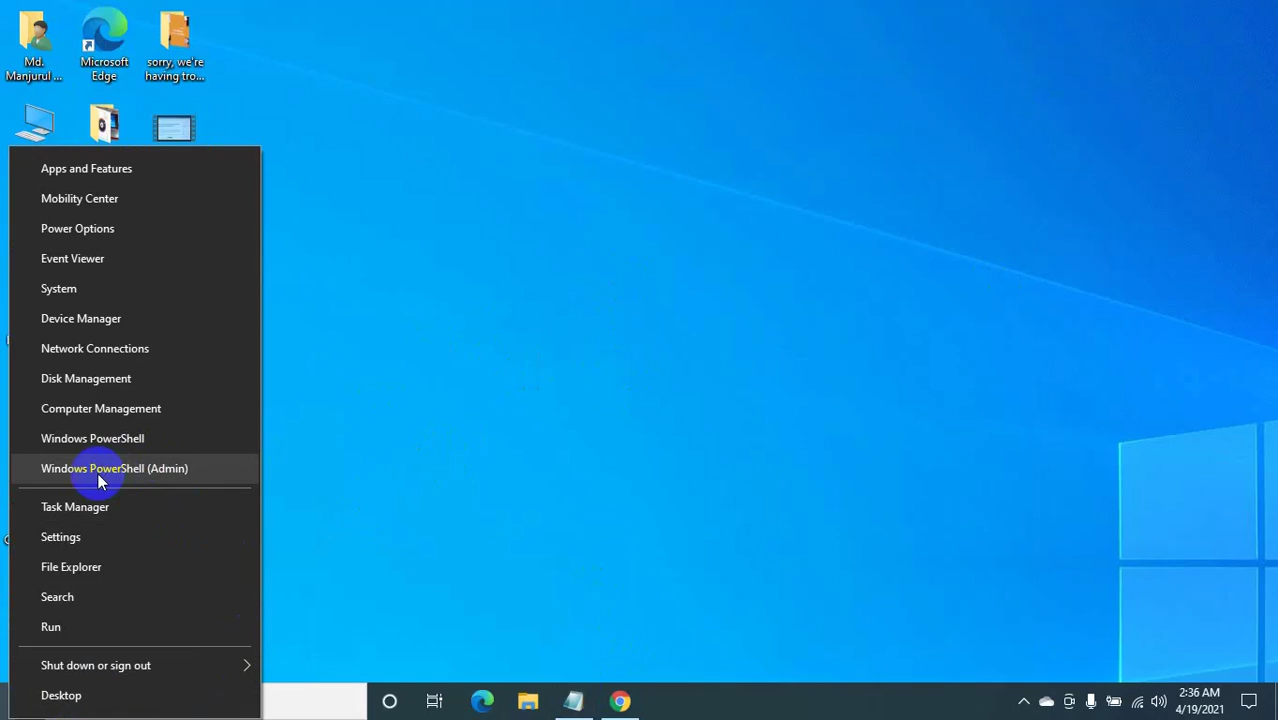 Md.
Manjurul ...
Microsoft
Edge
sorry, we're
having tro...
Apps and Features
Mobility Center
Power Options
Event Viewer
System
Device Manager
Network Connections
Disk Management
Computer Management
Windows PowerShell
Windows PowerShell (Admin)
Task Manager
Settings
File Explorer
Search
Run
Shut down or sign out
Desktop
2:36 AM
4/19/2021